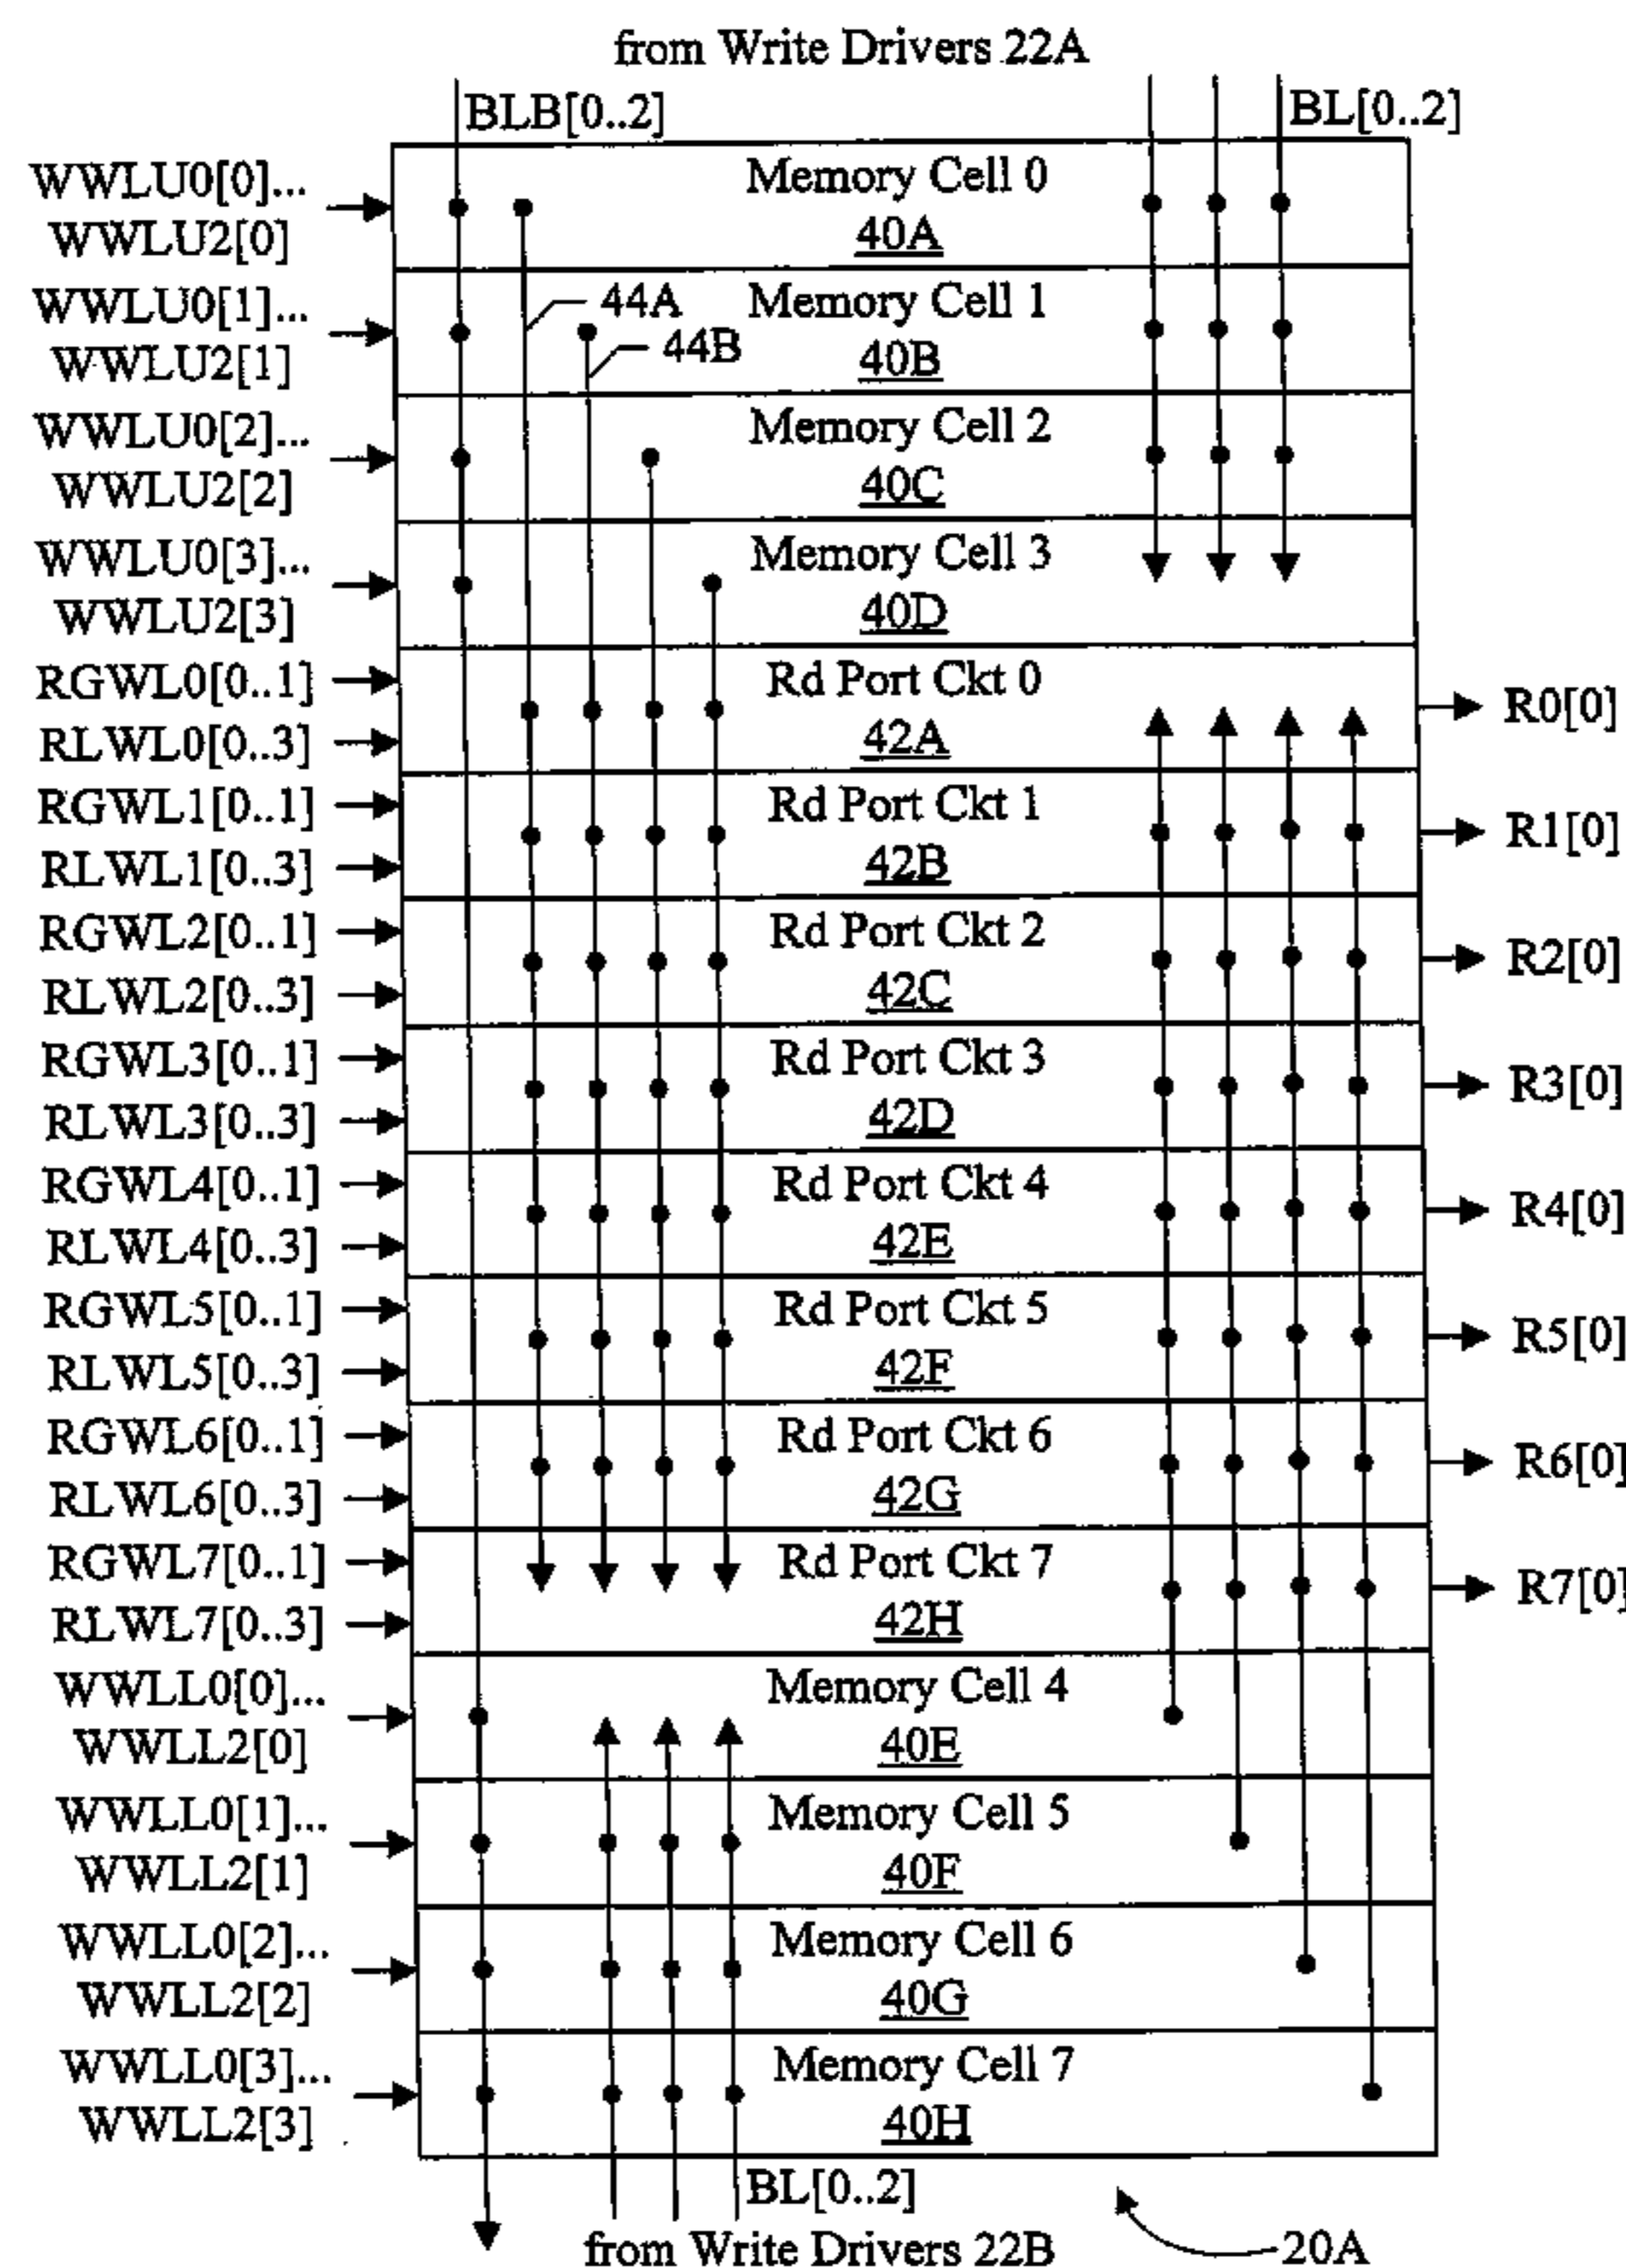 from Write Drivers 22A
BLB[0..2]
BL[0..2]
WWLU0[0]...
WWLU2[0]
Memory Cell 0
40A
WWLU0[1]...
WWLU2[1]
44A
Memory Cell 1
44B
40B
WWLU0[2]...
WWLU2[2]
Memory Cell 2
40C
WWLU0[3]...
WWLU2[3]
Memory Cell 3
40D
RGWL0[0..1]
RLWL0[0..3]
Rd Port Ckt 0
42A
R0[0]
RGWL1[0..1]
RLWL1[0..3]
Rd Port Ckt 1
42B
R1[0]
RGWL2[0..1]
RLWL2[0..3]
Rd Port Ckt 2
42C
R2[0]
RGWL3[0..1]
RLWL3[0..3]
Rd Port Ckt 3
42D
R3[0]
RGWL4[0..1]
RLWL4[0..3]
Rd Port Ckt 4
42E
R4[0]
RGWL5[0..1]
RLWL5[0..3]
Rd Port Ckt 5
42F
R5[0]
RGWL6[0..1]
RLWL6[0..3]
Rd Port Ckt 6
42G
R6[0]
RGWL7[0..1]
RLWL7[0..3]
Rd Port Ckt 7
42H
R7[0]
WWLL0[0]...
WWLL2[0]
Memory Cell 4
40E
WWLL0[1]...
WWLL2[1]
Memory Cell 5
40F
WWLL0[2]...
WWLL2[2]
Memory Cell 6
40G
WWLL0[3]...
WWLL2[3]
Memory Cell 7
40H
BL[0..2]
from Write Drivers 22B
20A